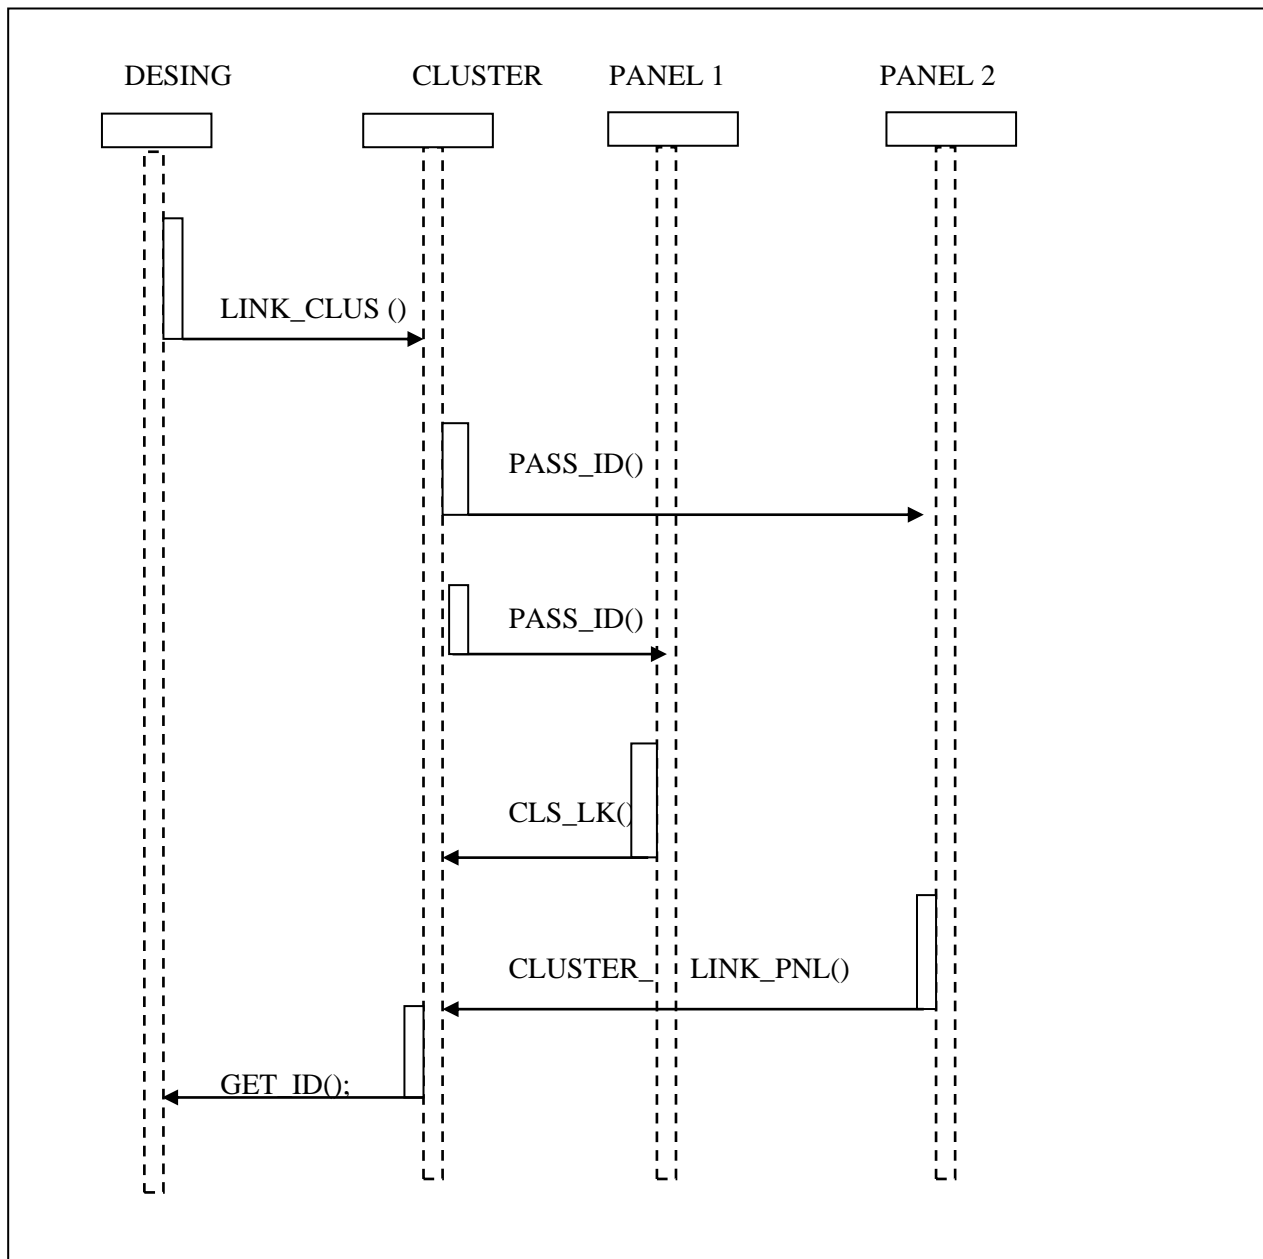 DESING CLUSTER PANEL 1 PANEL 2
LINK_CLUS ()
PASS_ID()
PASS_ID()
CLS_LK()
CLUSTER_ LINK_PNL()
GET_ID();